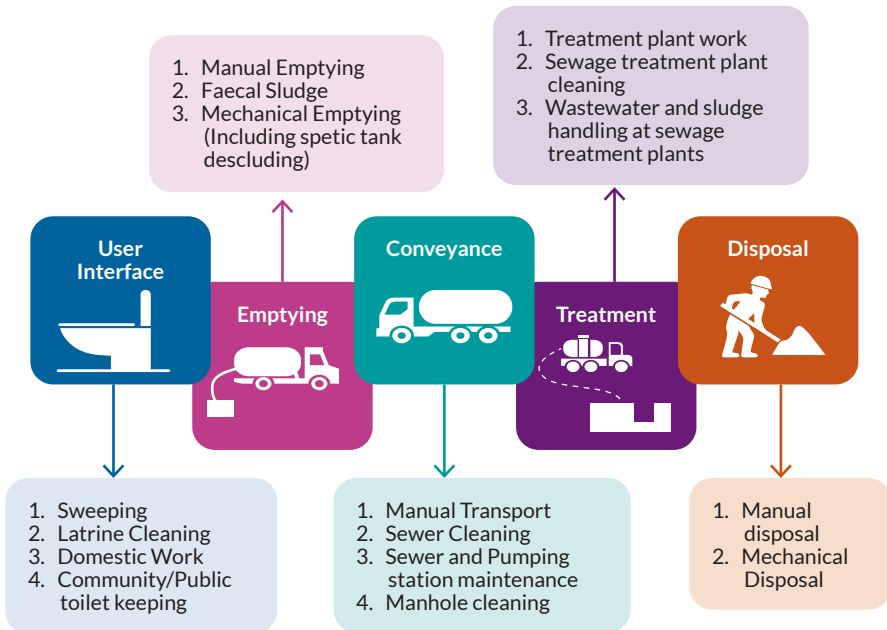 1. Manual Emptying
2. Faecal Sludge
3. Mechanical Emptying
(Including spetic tank
descluding)
1. Treatment plant work
2. Sewage treatment plant
cleaning
3. Wastewater and sludge
handling at sewage
treatment plants
User
Interface
Emptying
Conveyance
Treatment
Disposal
1. Sweeping
2. Latrine Cleaning
3. Domestic Work
4. Community/Public
toilet keeping
1. Manual Transport
2. Sewer Cleaning
3. Sewer and Pumping
station maintenance
4. Manhole cleaning
1. Manual
disposal
2. Mechanical
Disposal